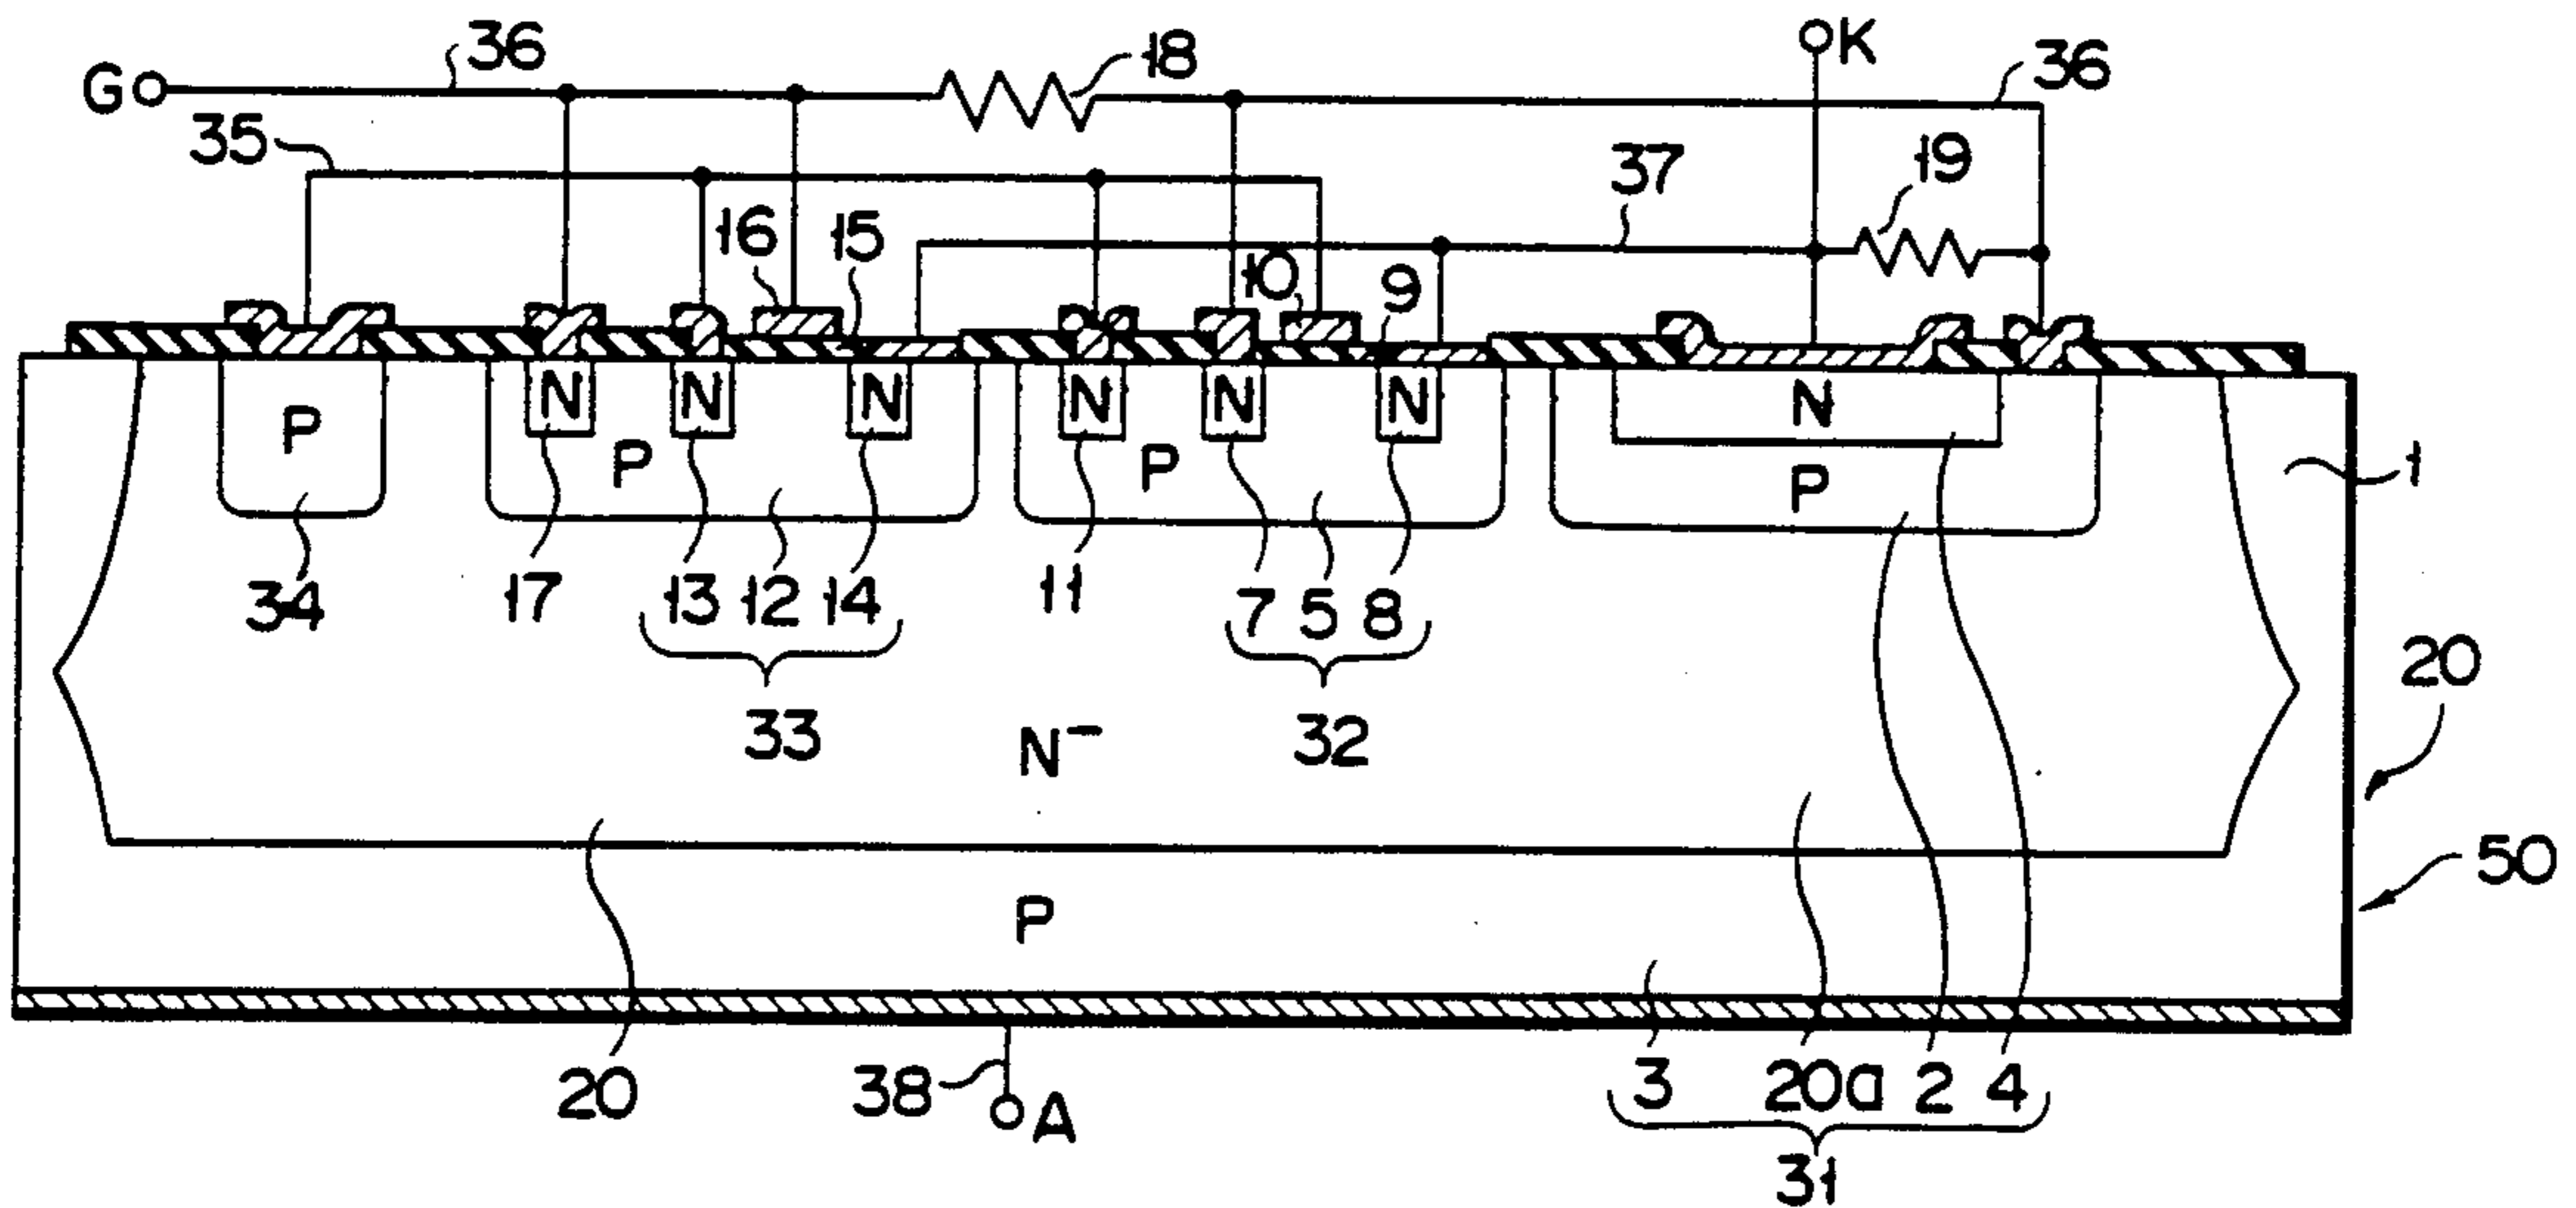 36 18 K 36
G
35 37 19
16 15 10 9
P N N N N N N N
P P P 1
34 17 13 12 14 11 7 5 8
20
33 32
N−
50
P
20 38 A 3 20a 2 4
31